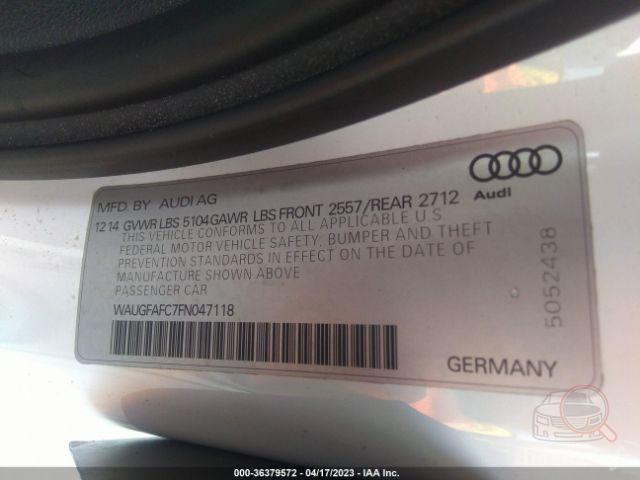 MFD. BY AUDI AG
12 14 GVWR LBS 5104 GAWR LBS FRONT 2557/REAR 2712
THIS VEHICLE CONFORMS TO ALL APPLICABLE U.S.
FEDERAL MOTOR VEHICLE SAFETY, BUMPER AND THEFT
PREVENTION STANDARDS IN EFFECT ON THE DATE OF
MANUFACTURE SHOWN ABOVE
PASSENGER CAR
WAUGFAFC7FN047118
Audi
5052438
GERMANY
000-36379572 - 04/17/2023 - IAA Inc.